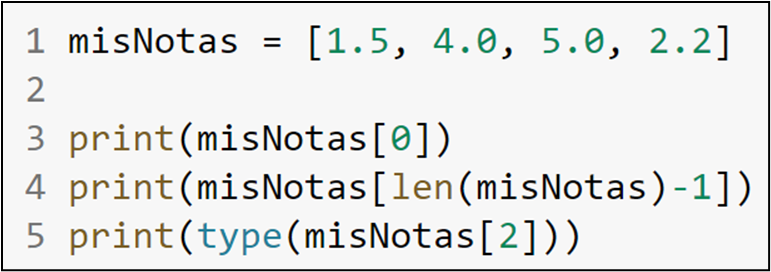 1 misNotas = [1.5, 4.0, 5.0, 2.2]
2
3 print(misNotas[0])
4 print(misNotas[len(misNotas)-1])
5 print(type(misNotas[2]))